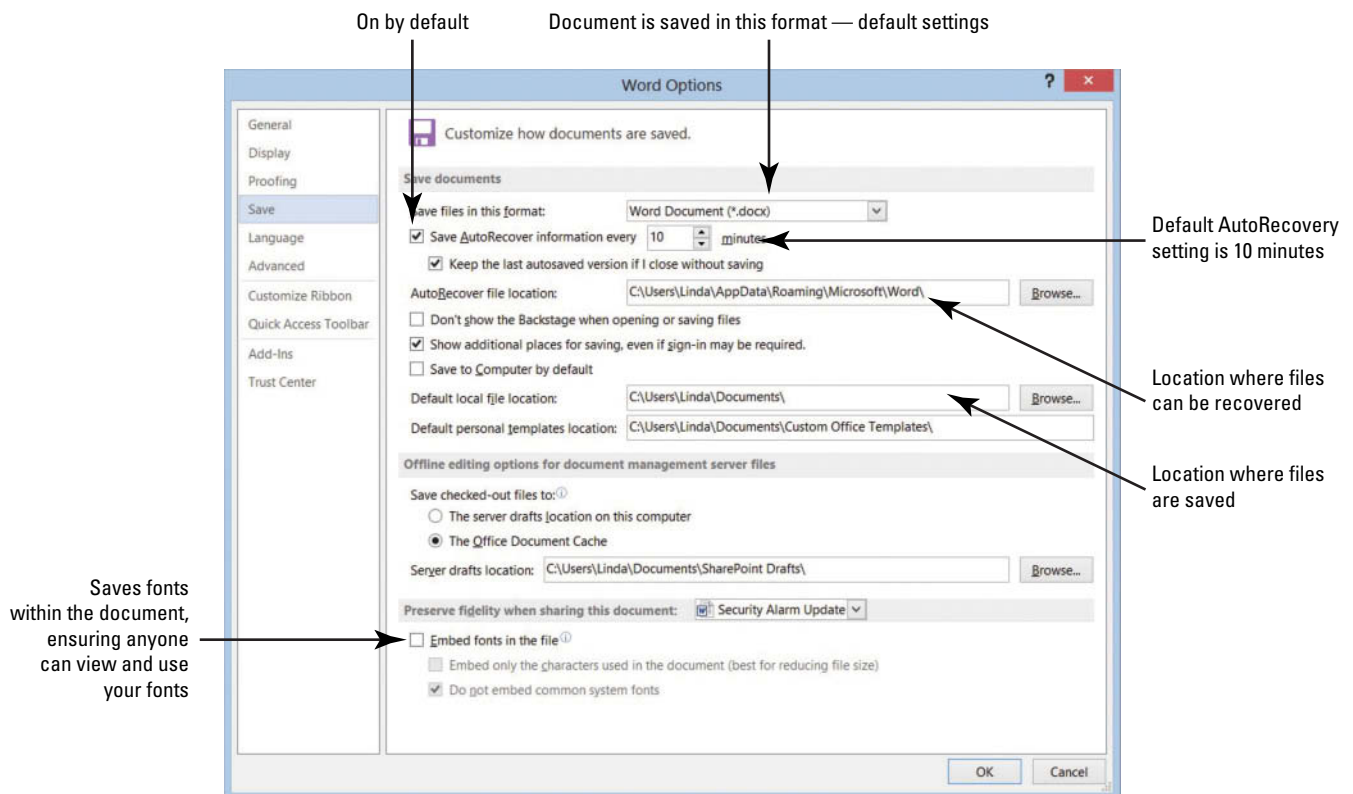 On by default
Document is saved in this format — default settings
Word Options
?
General
Display
Proofing
Save
Language
Advanced
Customize Ribbon
Quick Access Toolbar
Add-Ins
Trust Center
Customize how documents are saved.
Save documents
Save files in this format: Word Document (*.docx)
Save AutoRecover information every 10 minutes
Keep the last autosaved version if I close without saving
AutoRecover file location: C:\Users\Linda\AppData\Roaming\Microsoft\Word\ Browse...
Don't show the Backstage when opening or saving files
Show additional places for saving, even if sign-in may be required.
Save to Computer by default
Default local file location: C:\Users\Linda\Documents\ Browse...
Default personal templates location: C:\Users\Linda\Documents\Custom Office Templates\
Offline editing options for document management server files
Save checked-out files to:
The server drafts location on this computer
The Office Document Cache
Server drafts location: C:\Users\Linda\Documents\SharePoint Drafts\ Browse...
Preserve fidelity when sharing this document: Security Alarm Update
Embed fonts in the file
Embed only the characters used in the document (best for reducing file size)
Do not embed common system fonts
OK Cancel
Default AutoRecovery
setting is 10 minutes
Location where files
can be recovered
Location where files
are saved
Saves fonts
within the document,
ensuring anyone
can view and use
your fonts